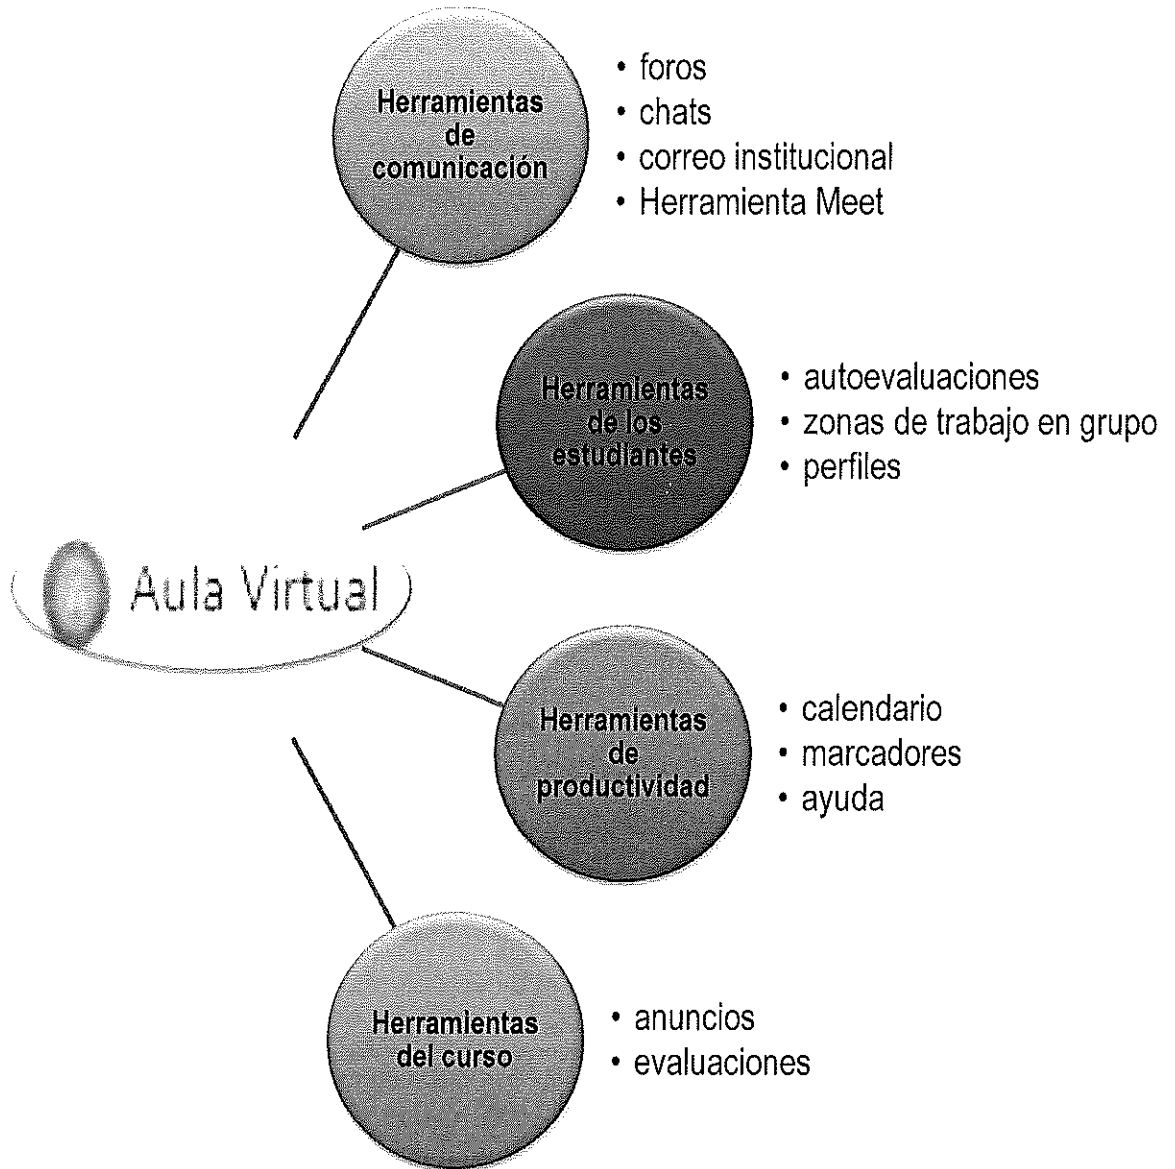 Herramientas
de
comunicación
• foros
• chats
• correo institucional
• Herramienta Meet
Herramientas
de los
estudiantes
• autoevaluaciones
• zonas de trabajo en grupo
• perfiles
Aula Virtual
Herramientas
de
productividad
• calendario
• marcadores
• ayuda
Herramientas
del curso
• anuncios
• evaluaciones